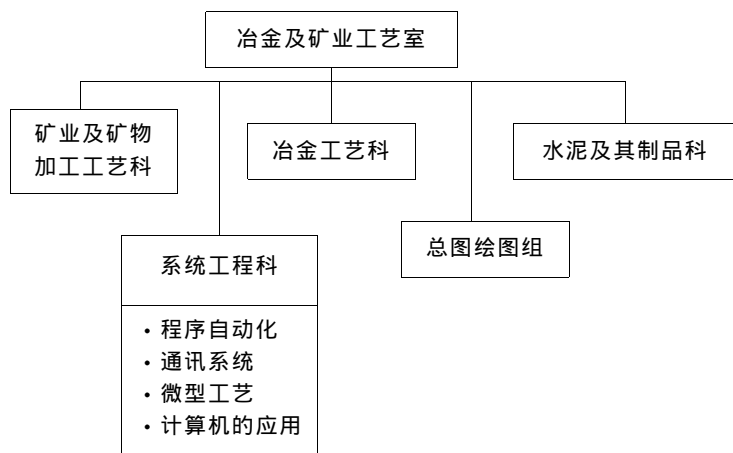 冶金及矿业工艺室
矿业及矿物
加工工艺科
冶金工艺科
水泥及其制品科
系统工程科
总图绘图组
• 程序自动化
• 通讯系统
• 微型工艺
• 计算机的应用